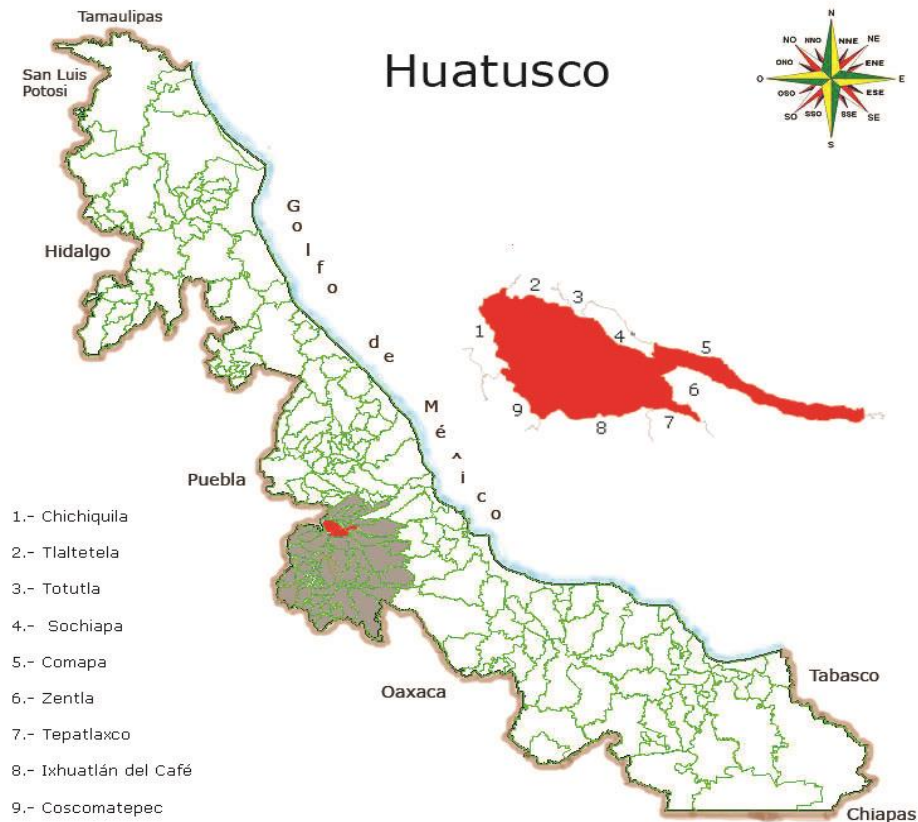 Huatusco
Tamaulipas
San Luis
Potosi
Hidalgo
Puebla
Oaxaca
Tabasco
Chiapas
Golfo
de
México
N
NNE
NE
ENE
E
ESE
SE
SSE
S
SSO
SO
OSO
O
ONO
NO
NNO
1
2
3
4
5
6
7
8
9
1.- Chichiquila
2.- Tlaltetela
3.- Totutla
4.- Sochiapa
5.- Comapa
6.- Zentla
7.- Tepatlaxco
8.- Ixhuatlán del Café
9.- Coscomatepec